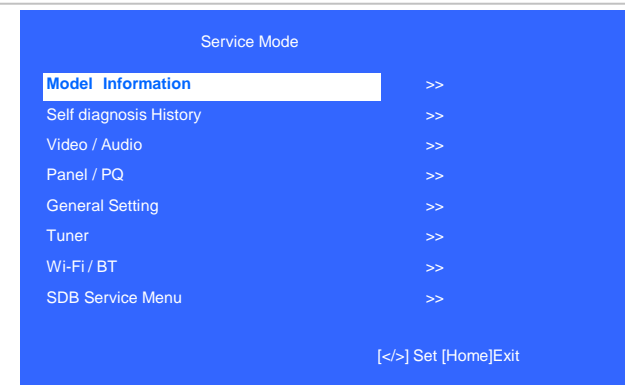 Service Mode
Model Information >>
Self diagnosis History >>
Video / Audio >>
Panel / PQ >>
General Setting >>
Tuner >>
Wi-Fi / BT >>
SDB Service Menu >>
[</>] Set [Home]Exit